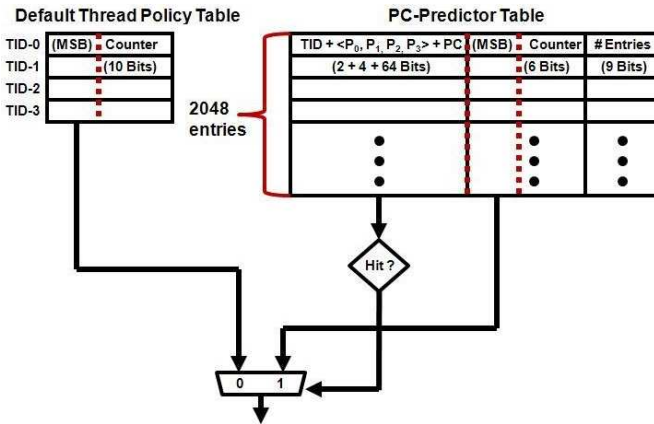 Default Thread Policy Table
PC-Predictor Table
TID-0 (MSB) Counter
TID-1 (10 Bits)
TID-2
TID-3
TID + <P0, P1, P2, P3> + PC (MSB) Counter # Entries
(2 + 4 + 64 Bits) (6 Bits) (9 Bits)
2048
entries
Hit ?
0 1